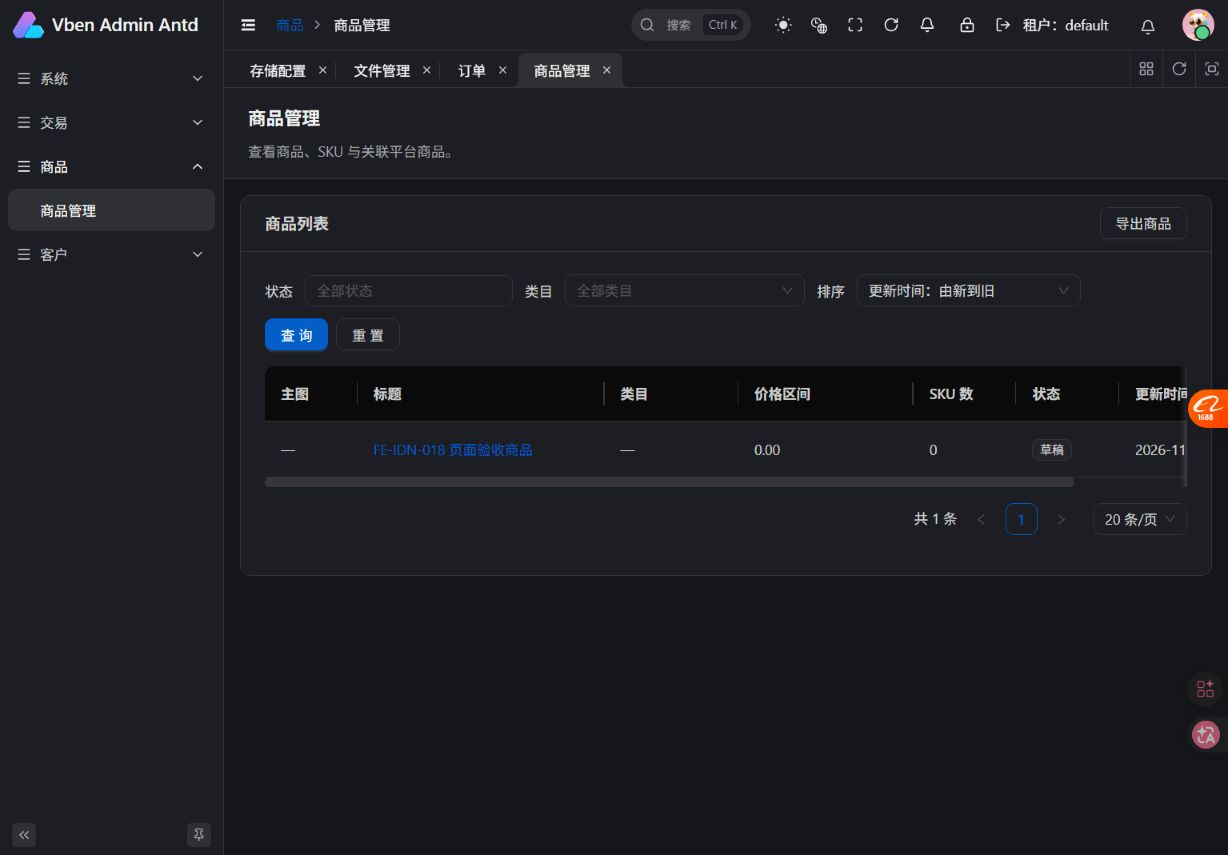 Vben Admin Antd
商品 > 商品管理
搜索 Ctrl K
租户：default
系统
交易
商品
商品管理
客户
存储配置 × 文件管理 × 订单 × 商品管理 ×
商品管理
查看商品、SKU 与关联平台商品。
商品列表
导出商品
状态 全部状态 类目 全部类目 排序 更新时间：由新到旧
查 询 重 置
主图 标题 类目 价格区间 SKU 数 状态 更新时间
— FE-IDN-018 页面验收商品 — 0.00 0 草稿 2026-11
共 1 条 < 1 > 20 条/页
1688